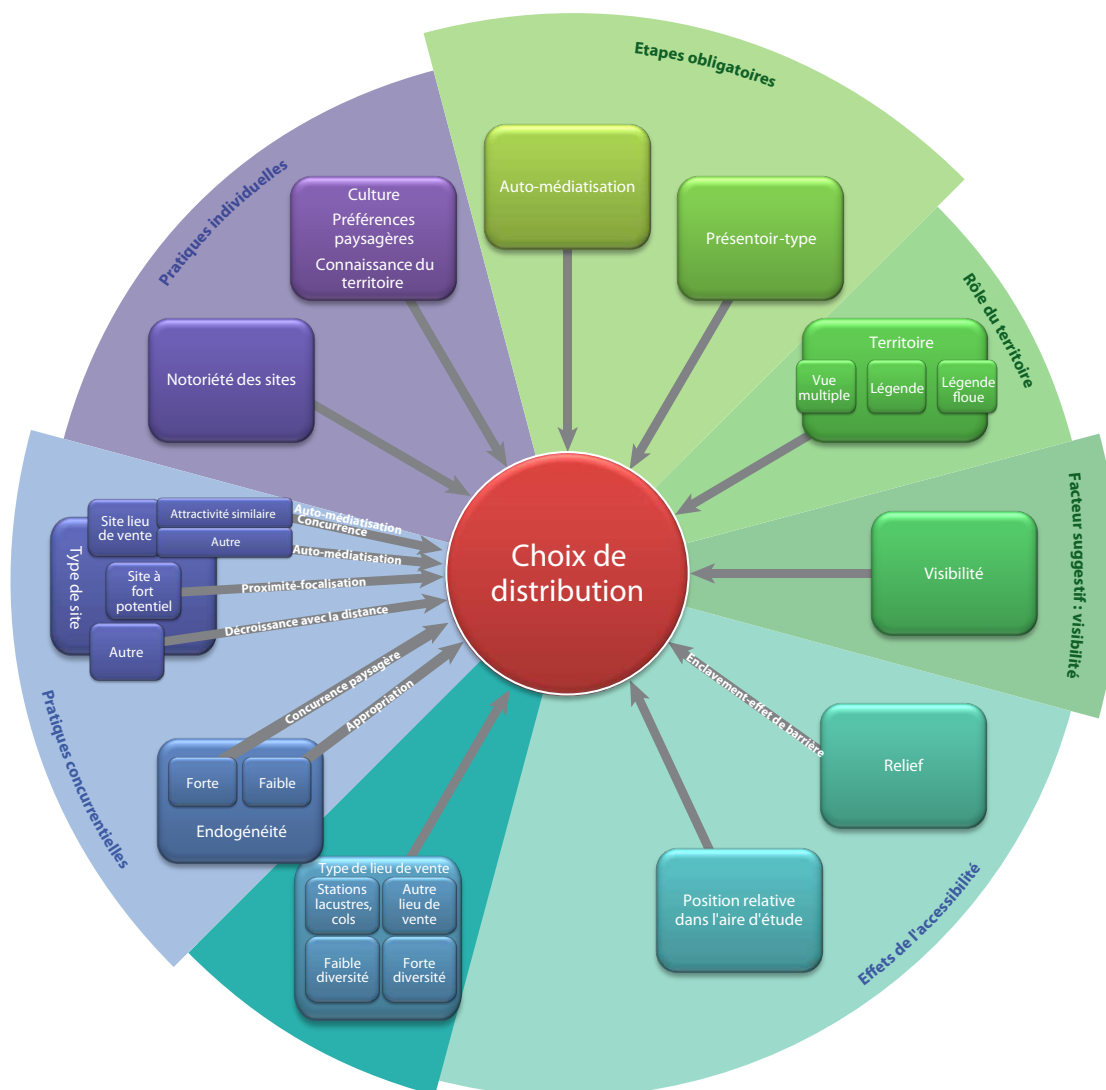 Etapes obligatoires
Auto-médiatisation
Présentoir-type
Pratiques individuelles
Culture
Préférences
paysagères
Connaissance du
territoire
Notoriété des sites
Rôle du territoire
Territoire
Vue
multiple
Légende
Légende
floue
Facteur suggestif : visibilité
Visibilité
Choix de
distribution
Type de site
Site lieu
de vente
Attractivité similaire
Autre
Auto-médiatisation
Concurrence
Auto-médiatisation
Site à
fort
potentiel
Proximité-focalisation
Autre
Décroissance avec la distance
Pratiques concurrentielles
Concurrence paysagère
Appropriation
Forte
Faible
Endogénéité
Type de lieu de vente
Stations
lacustres,
cols
Autre
lieu de
vente
Faible
diversité
Forte
diversité
Enclavement-effet de barrière
Relief
Position relative
dans l'aire d'étude
Effets de l'accessibilité